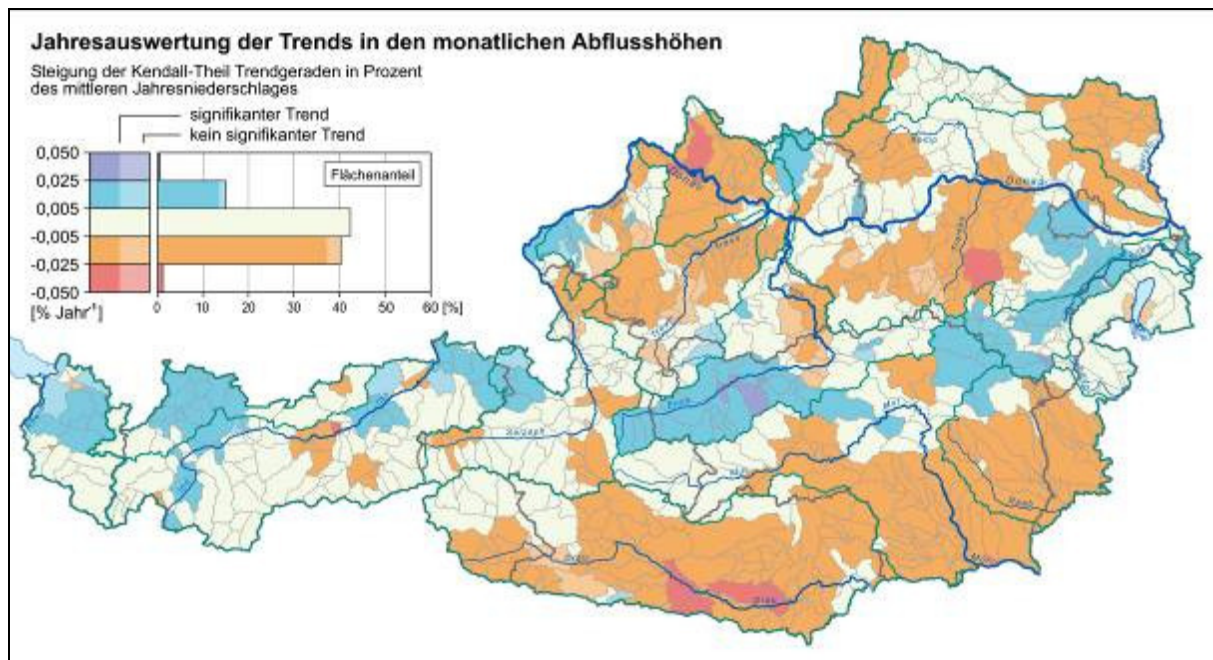 Jahresauswertung der Trends in den monatlichen Abflusshöhen
Steigung der Kendall-Theil Trendgeraden in Prozent
des mittleren Jahresniederschlages
signifikanter Trend
kein signifikanter Trend
0,050
0,025
0,005
-0,005
-0,025
-0,050
[% Jahr⁻¹]
Flächenanteil
0 10 20 30 40 50 60 [%]
Donau
Donau
Salzach
Enns
Mur
Mur
Raab
Drau
Inn